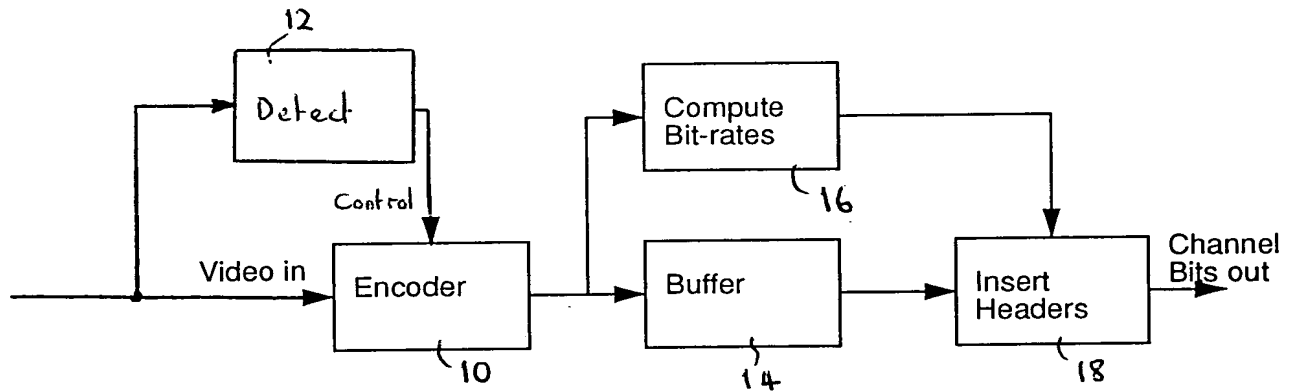 12
Detect
Compute
Bit-rates
16
Control
Video in
Encoder
Buffer
Insert
Headers
Channel
Bits out
10
14
18